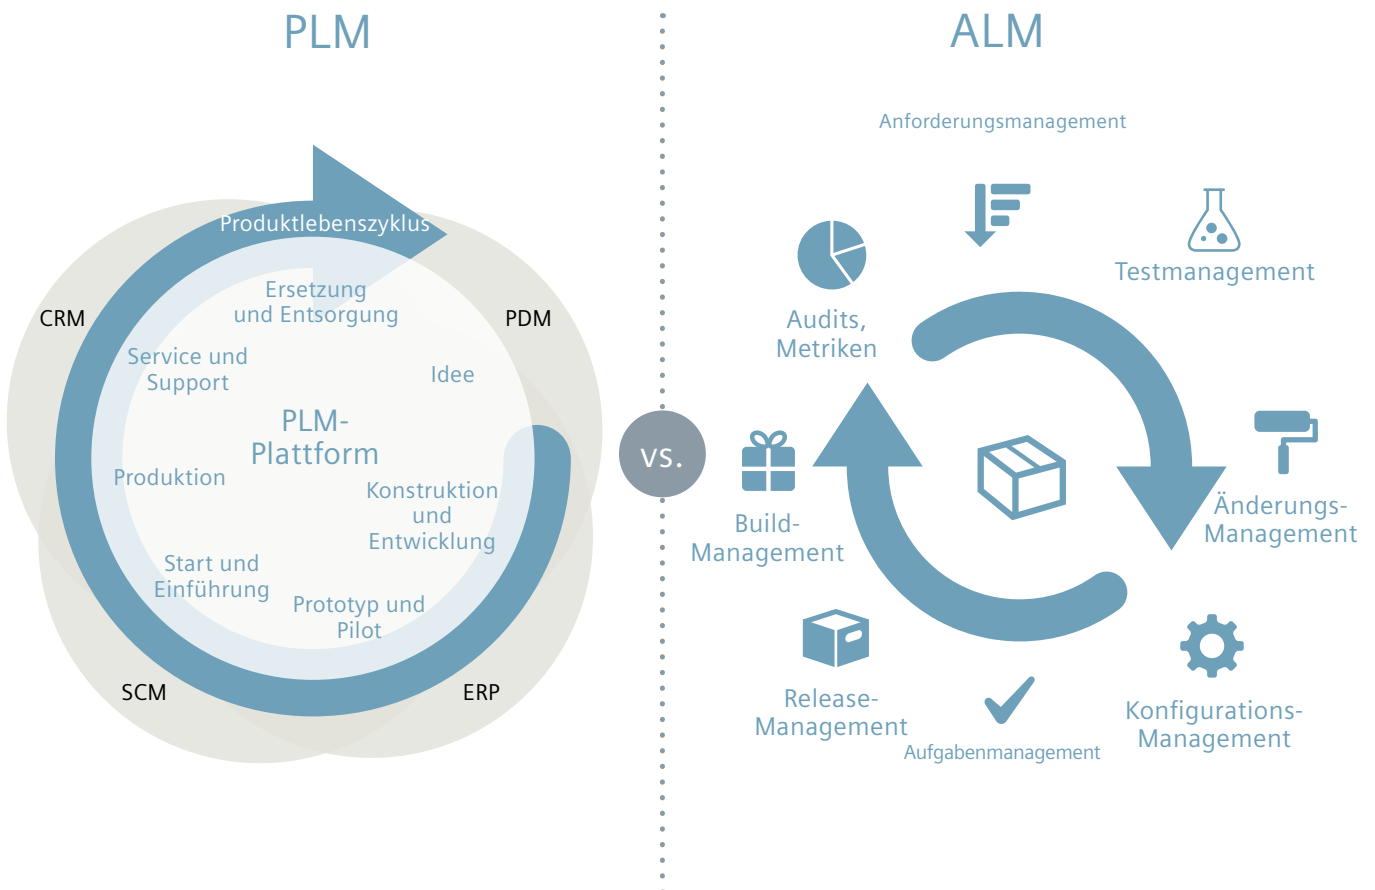 PLM
Produktlebenszyklus
CRM
PDM
Ersetzung
und Entsorgung
Service und
Support
Idee
PLM-
Plattform
Produktion
Konstruktion
und
Entwicklung
Start und
Einführung
Prototyp und
Pilot
SCM
ERP
vs.
ALM
Anforderungsmanagement
Testmanagement
Audits,
Metriken
Änderungs-
Management
Build-
Management
Release-
Management
Aufgabenmanagement
Konfigurations-
Management